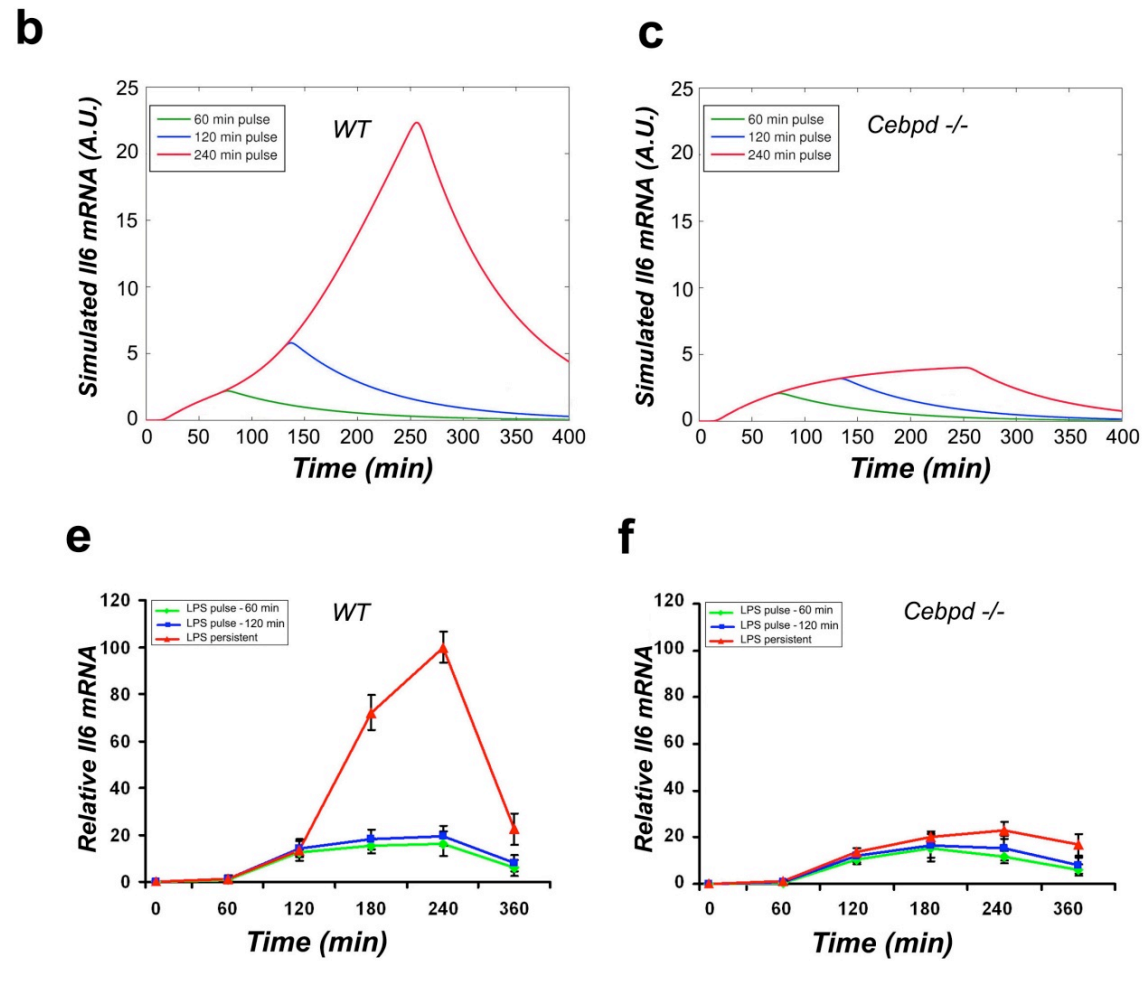 b
WT
Simulated Il6 mRNA (A.U.)
25
20
15
10
5
0
60 min pulse
120 min pulse
240 min pulse
0 50 100 150 200 250 300 350 400
Time (min)
c
Cebpd -/-
Simulated Il6 mRNA (A.U.)
25
20
15
10
5
0
60 min pulse
120 min pulse
240 min pulse
0 50 100 150 200 250 300 350 400
Time (min)
e
WT
Relative Il6 mRNA
120
100
80
60
40
20
0
LPS pulse - 60 min
LPS pulse - 120 min
LPS persistent
0 60 120 180 240 360
Time (min)
f
Cebpd -/-
Relative Il6 mRNA
120
100
80
60
40
20
0
LPS pulse - 60 min
LPS pulse - 120 min
LPS persistent
0 60 120 180 240 360
Time (min)